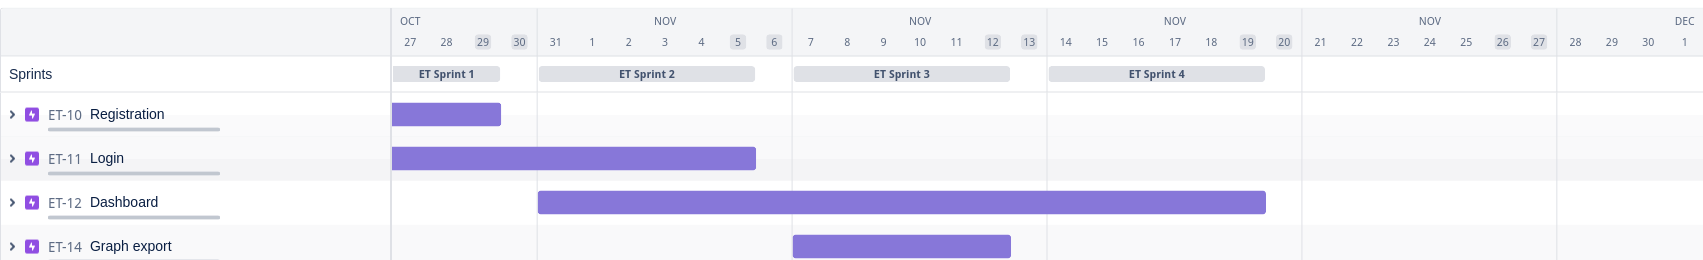 OCT NOV NOV NOV NOV DEC
27 28 29 30 31 1 2 3 4 5 6 7 8 9 10 11 12 13 14 15 16 17 18 19 20 21 22 23 24 25 26 27 28 29 30 1
Sprints ET Sprint 1 ET Sprint 2 ET Sprint 3 ET Sprint 4
ET-10 Registration
ET-11 Login
ET-12 Dashboard
ET-14 Graph export